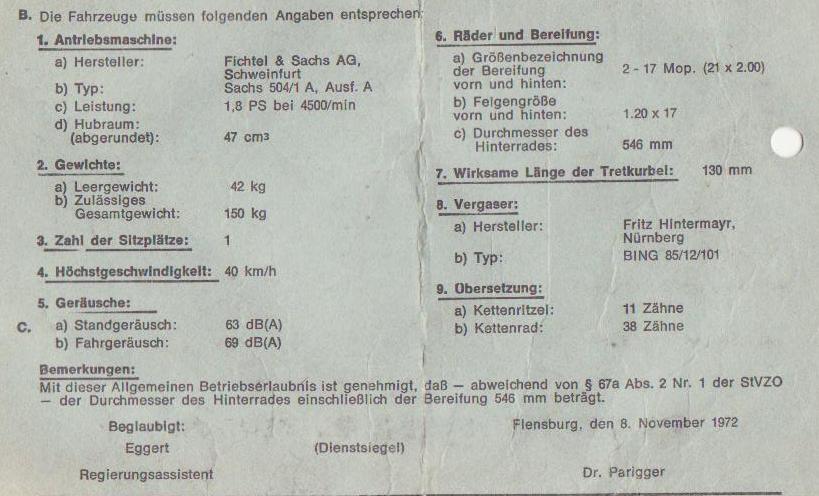 B. Die Fahrzeuge müssen folgenden Angaben entsprechen:
1. Antriebsmaschine:
a) Hersteller: Fichtel & Sachs AG,
Schweinfurt
b) Typ: Sachs 504/1 A, Ausf. A
c) Leistung: 1,8 PS bei 4500/min
d) Hubraum:
(abgerundet): 47 cm³
2. Gewichte:
a) Leergewicht: 42 kg
b) Zulässiges
Gesamtgewicht: 150 kg
3. Zahl der Sitzplätze: 1
4. Höchstgeschwindigkeit: 40 km/h
5. Geräusche:
C. a) Standgeräusch: 63 dB(A)
b) Fahrgeräusch: 69 dB(A)
6. Räder und Bereifung:
a) Größenbezeichnung
der Bereifung
vorn und hinten: 2 - 17 Mop. (21 x 2.00)
b) Felgengröße
vorn und hinten: 1.20 x 17
c) Durchmesser des
Hinterrades: 546 mm
7. Wirksame Länge der Tretkurbel: 130 mm
8. Vergaser:
a) Hersteller: Fritz Hintermayr,
Nürnberg
b) Typ: BING 85/12/101
9. Übersetzung:
a) Kettenritzel: 11 Zähne
b) Kettenrad: 38 Zähne
Bemerkungen:
Mit dieser Allgemeinen Betriebserlaubnis ist genehmigt, daß — abweichend von § 67a Abs. 2 Nr. 1 der StVZO
— der Durchmesser des Hinterrades einschließlich der Bereifung 546 mm beträgt.
Beglaubigt: Flensburg, den 8. November 1972
Eggert (Dienstsiegel)
Regierungsassistent Dr. Parigger